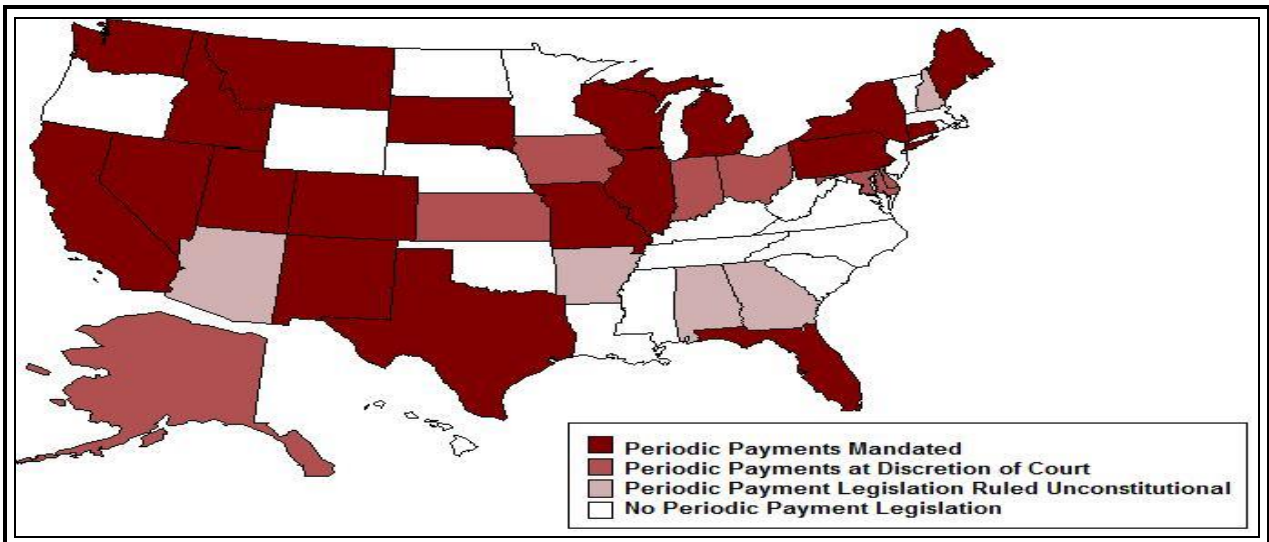 Periodic Payments Mandated
Periodic Payments at Discretion of Court
Periodic Payment Legislation Ruled Unconstitutional
No Periodic Payment Legislation